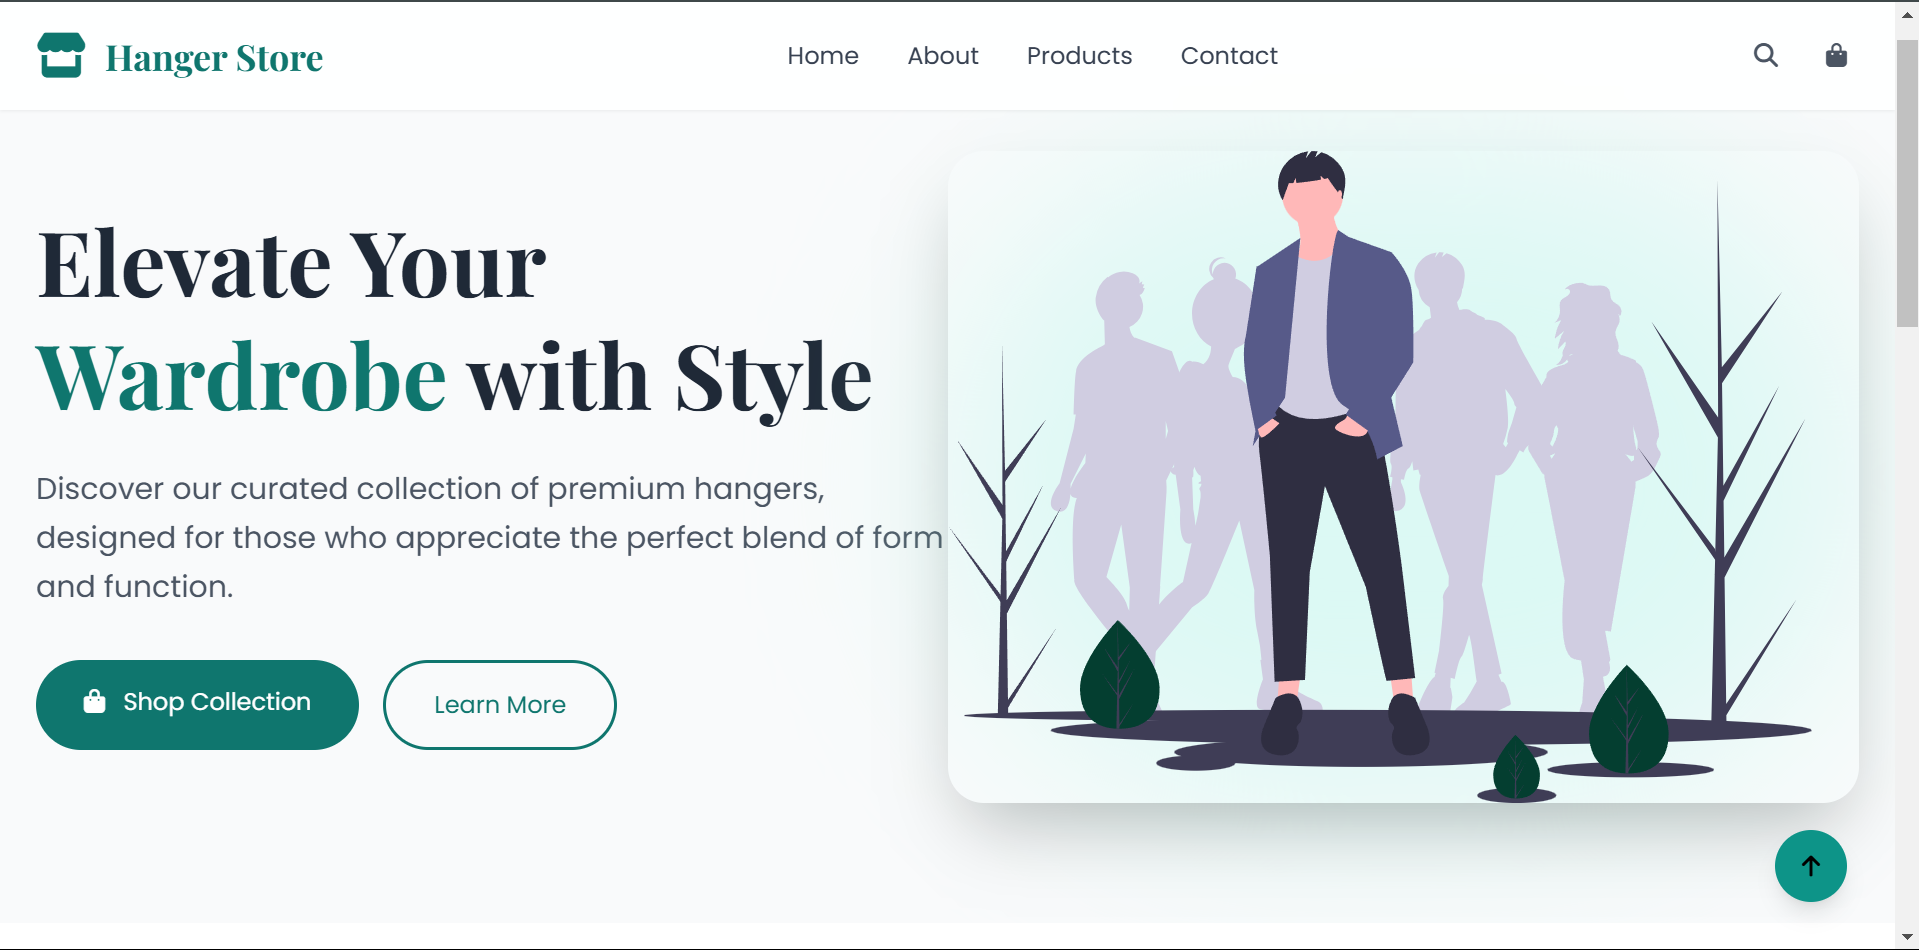 Hanger Store
Home
About
Products
Contact
Elevate Your
Wardrobe with Style
Discover our curated collection of premium hangers,
designed for those who appreciate the perfect blend of form
and function.
Shop Collection
Learn More